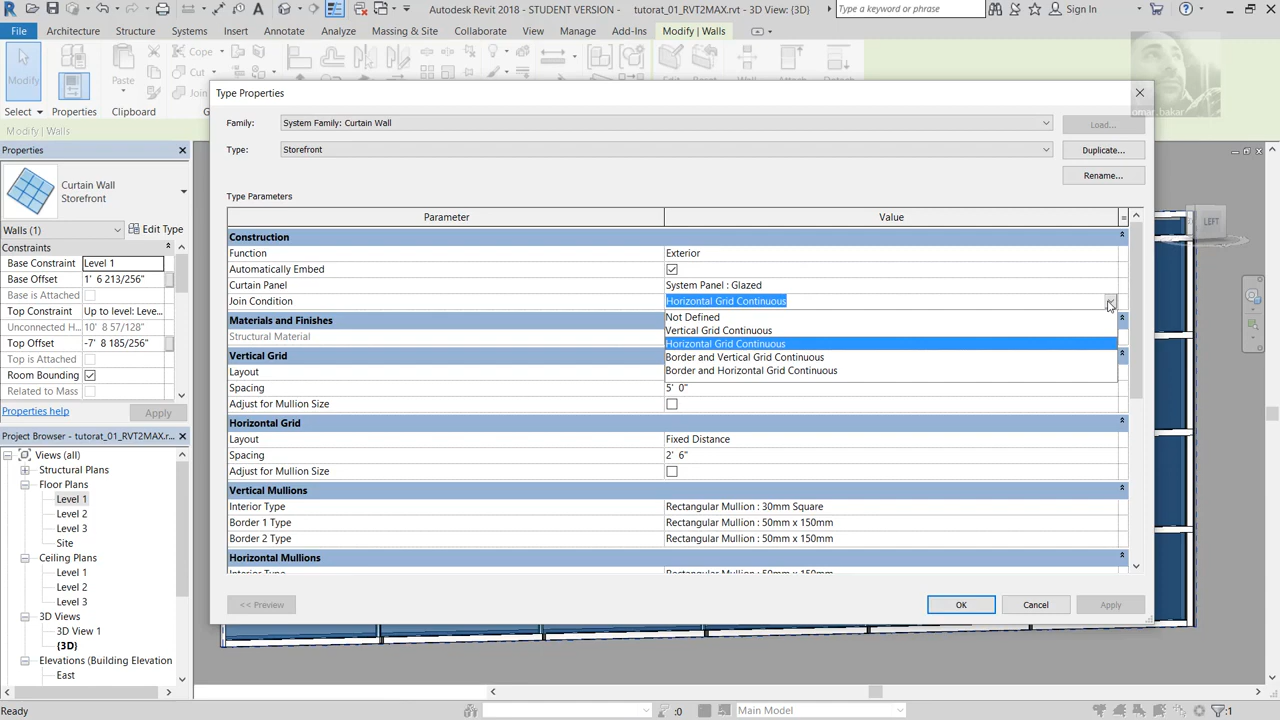 Autodesk Revit 2018 - STUDENT VERSION - tutorat_01_RVT2MAX.rvt - 3D View: {3D}
Type a keyword or phrase
Sign In
File Architecture Structure Systems Insert Annotate Analyze Massing & Site Collaborate View Manage Add-Ins Modify | Walls
Modify
Paste
Cope
Cut
Join
Select Properties Clipboard
omar bakar
Modify | Walls
Properties
Curtain Wall
Storefront
Walls (1)
Edit Type
Constraints
Base Constraint Level 1
Base Offset 1' 6 213/256"
Base is Attached
Top Constraint Up to level: Leve
Unconnected H... 10' 8 57/128"
Top Offset -7' 8 185/256"
Top is Attached
Room Bounding
Related to Mass
Properties help
Apply
Project Browser - tutorat_01_RVT2MAX.r...
Views (all)
Structural Plans
Floor Plans
Level 1
Level 2
Level 3
Site
Ceiling Plans
Level 1
Level 2
Level 3
3D Views
3D View 1
{3D}
Elevations (Building Elevation
East
Type Properties
Family: System Family: Curtain Wall Load...
Type: Storefront Duplicate...
Rename...
Type Parameters
Parameter Value =
Construction
Function Exterior
Automatically Embed
Curtain Panel System Panel : Glazed
Join Condition Horizontal Grid Continuous
Not Defined
Vertical Grid Continuous
Horizontal Grid Continuous
Border and Vertical Grid Continuous
Border and Horizontal Grid Continuous
Materials and Finishes
Structural Material
Vertical Grid
Layout
Spacing 5' 0"
Adjust for Mullion Size
Horizontal Grid
Layout Fixed Distance
Spacing 2' 6"
Adjust for Mullion Size
Vertical Mullions
Interior Type Rectangular Mullion : 30mm Square
Border 1 Type Rectangular Mullion : 50mm x 150mm
Border 2 Type Rectangular Mullion : 50mm x 150mm
Horizontal Mullions
Interior Type Rectangular Mullion : 50mm x 150mm
<< Preview OK Cancel Apply
LEFT
Ready
:0
Main Model
:1